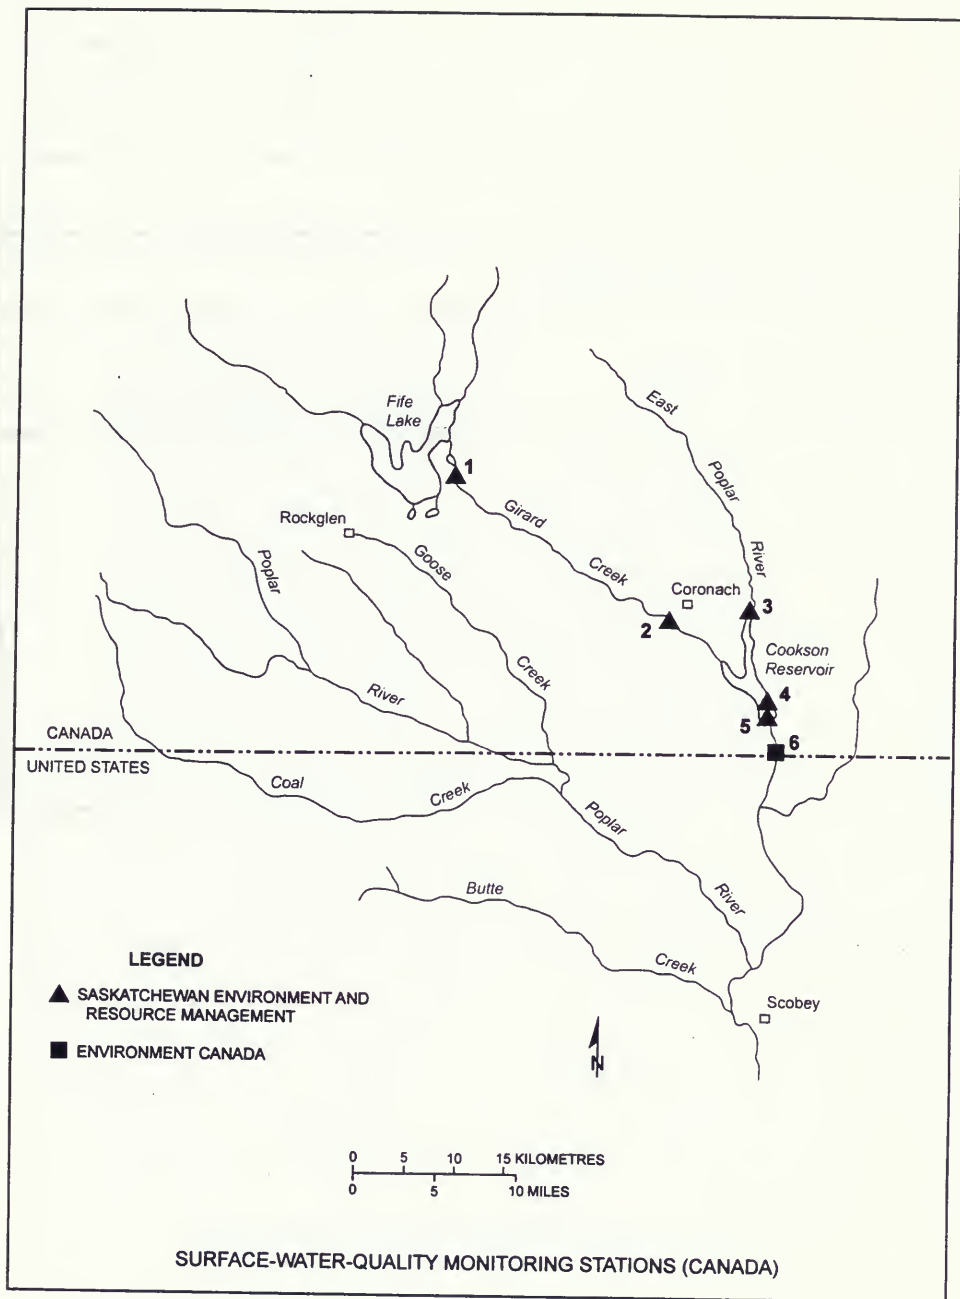 Fife
Lake
East
Poplar
River
1
Girard
Creek
Rockglen
Goose
Creek
Poplar
River
Coronach
2
3
Cookson
Reservoir
4
5
6
CANADA
UNITED STATES
Coal
Creek
Poplar
River
Butte
Creek
Scobey
LEGEND
SASKATCHEWAN ENVIRONMENT AND
RESOURCE MANAGEMENT
ENVIRONMENT CANADA
N
0 5 10 15 KILOMETRES
0 5 10 MILES
SURFACE-WATER-QUALITY MONITORING STATIONS (CANADA)